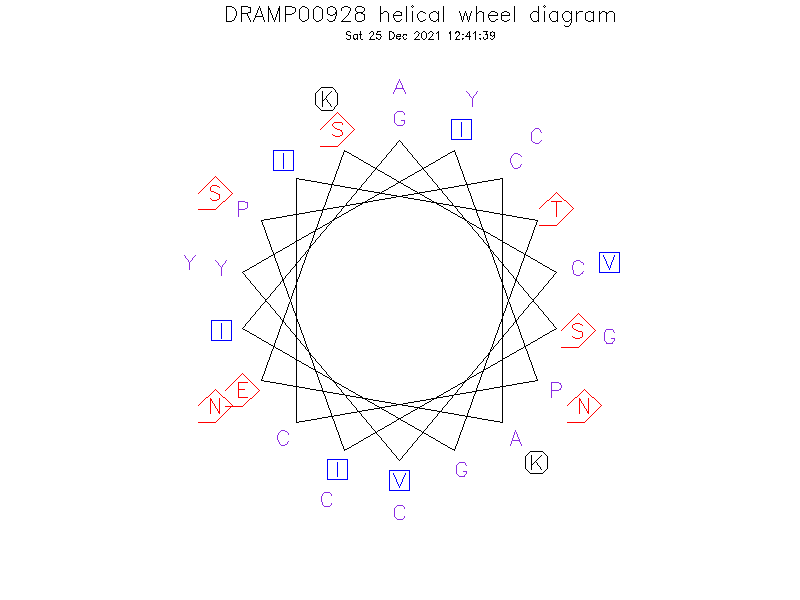 DRAMP00928 helical wheel diagram
Sat 25 Dec 2021 12:41:39
A
K Y
G
S I
C
I C
S
P T
Y Y C V
I S G
E P
N N
C A
K
I G
V
C
C